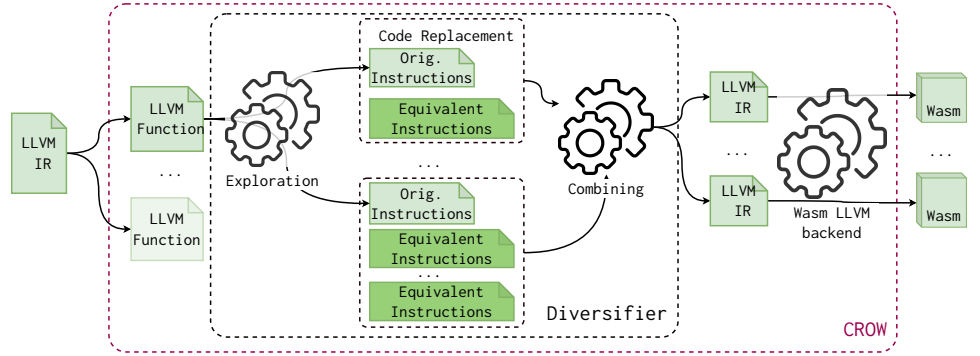 LLVM
IR
LLVM
Function
...
LLVM
Function
Exploration
Code Replacement
Orig.
Instructions
Equivalent
Instructions
...
Orig.
Instructions
Equivalent
Instructions
...
Equivalent
Instructions
Combining
Diversifier
LLVM
IR
...
LLVM
IR
Wasm LLVM
backend
Wasm
...
Wasm
CROW